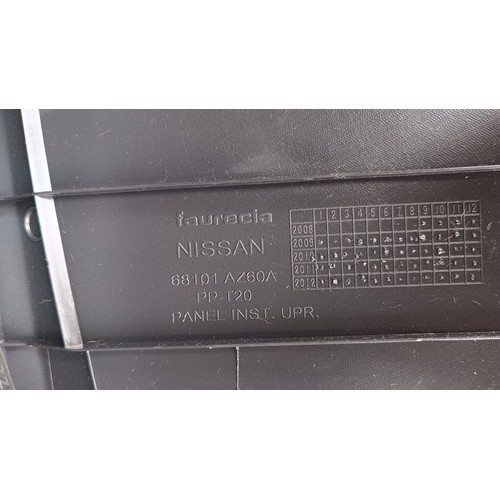 faurecia
NISSAN
68101 AZ60A
PP-T20
PANEL INST. UPR.
1 2 3 4 5 6 7 8 9 10 11 12
2008
2009
2010
2011
2012